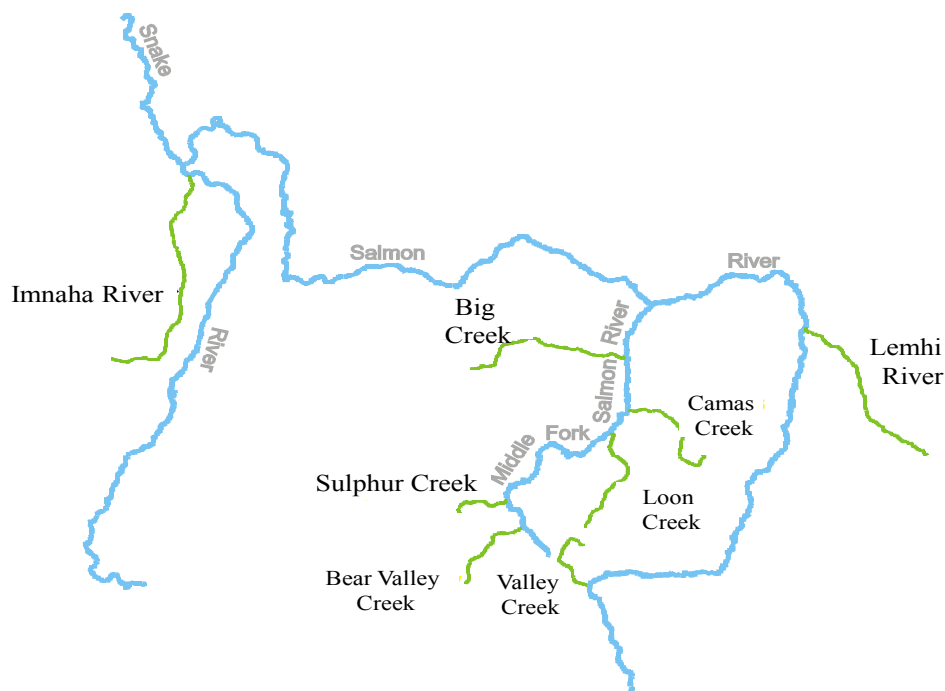 Snake
Salmon
River
Imnaha River
Big
Creek
River
River
Lemhi
River
Salmon
Camas
Creek
Fork
Middle
Sulphur Creek
Loon
Creek
Bear Valley
Creek
Valley
Creek